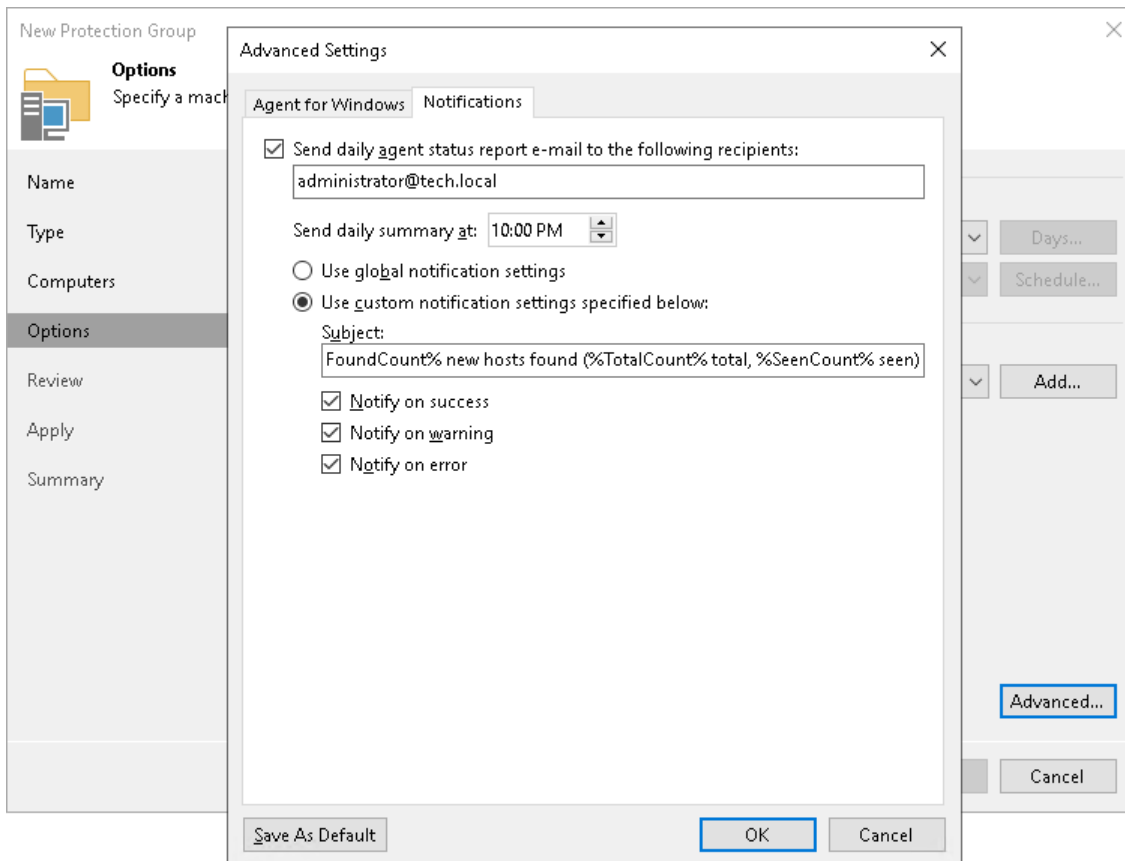 New Protection Group
Options
Specify a mach
Name
Type
Computers
Options
Review
Apply
Summary
Days...
Schedule...
Add...
Advanced...
Cancel
Advanced Settings
Agent for Windows
Notifications
Send daily agent status report e-mail to the following recipients:
administrator@tech.local
Send daily summary at: 10:00 PM
Use global notification settings
Use custom notification settings specified below:
Subject:
FoundCount% new hosts found (%TotalCount% total, %SeenCount% seen)
Notify on success
Notify on warning
Notify on error
Save As Default
OK
Cancel